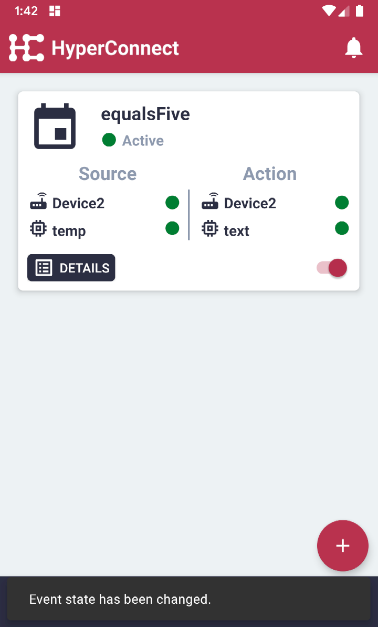 1:42
HyperConnect
equalsFive
Active
Source Action
Device2 Device2
temp text
DETAILS
Event state has been changed.